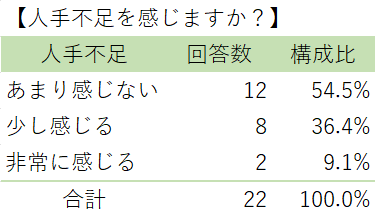 【人手不足を感じますか？】
人手不足 回答数 構成比
あまり感じない 12 54.5%
少し感じる 8 36.4%
非常に感じる 2 9.1%
合計 22 100.0%